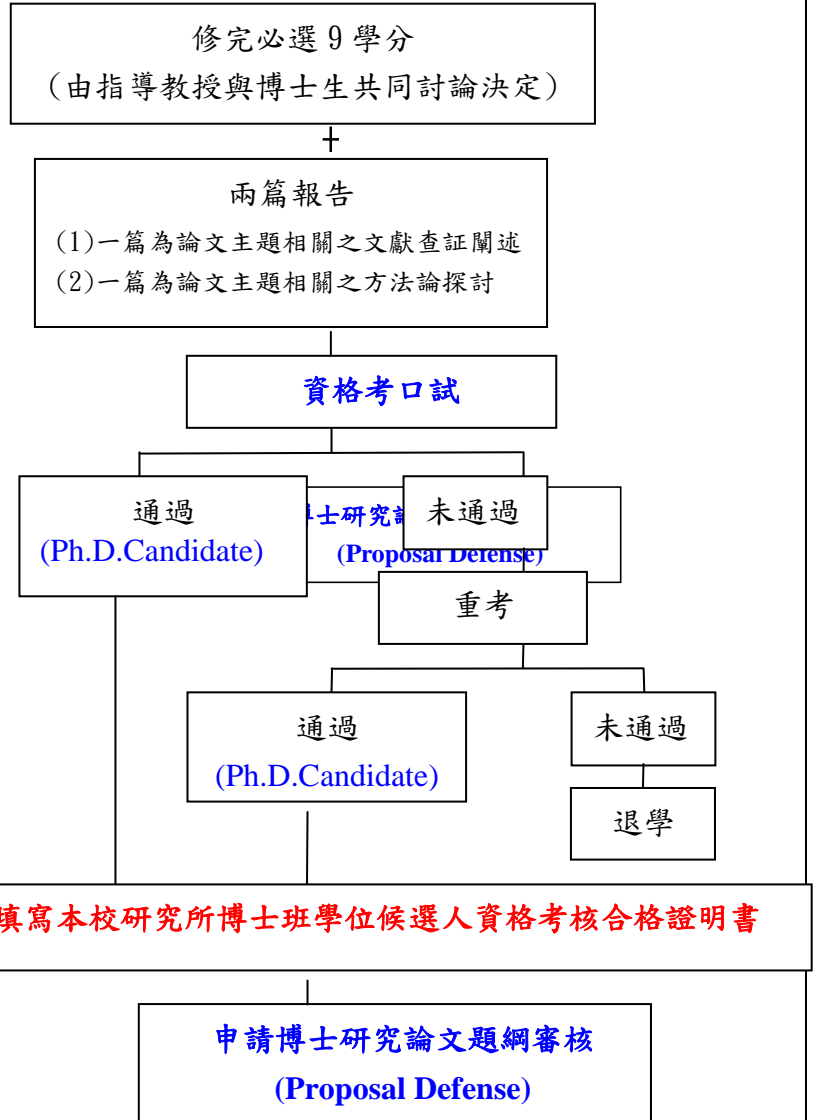 修完必選 9 學分
(由指導教授與博士生共同討論決定)
+
兩篇報告
(1)一篇為論文主題相關之文獻查証闡述
(2)一篇為論文主題相關之方法論探討
資格考口試
通過
(Ph.D.Candidate)
士研究
(Proposal Defense)
未通過
重考
通過
(Ph.D.Candidate)
未通過
退學
填寫本校研究所博士班學位候選人資格考核合格證明書
申請博士研究論文題綱審核
(Proposal Defense)